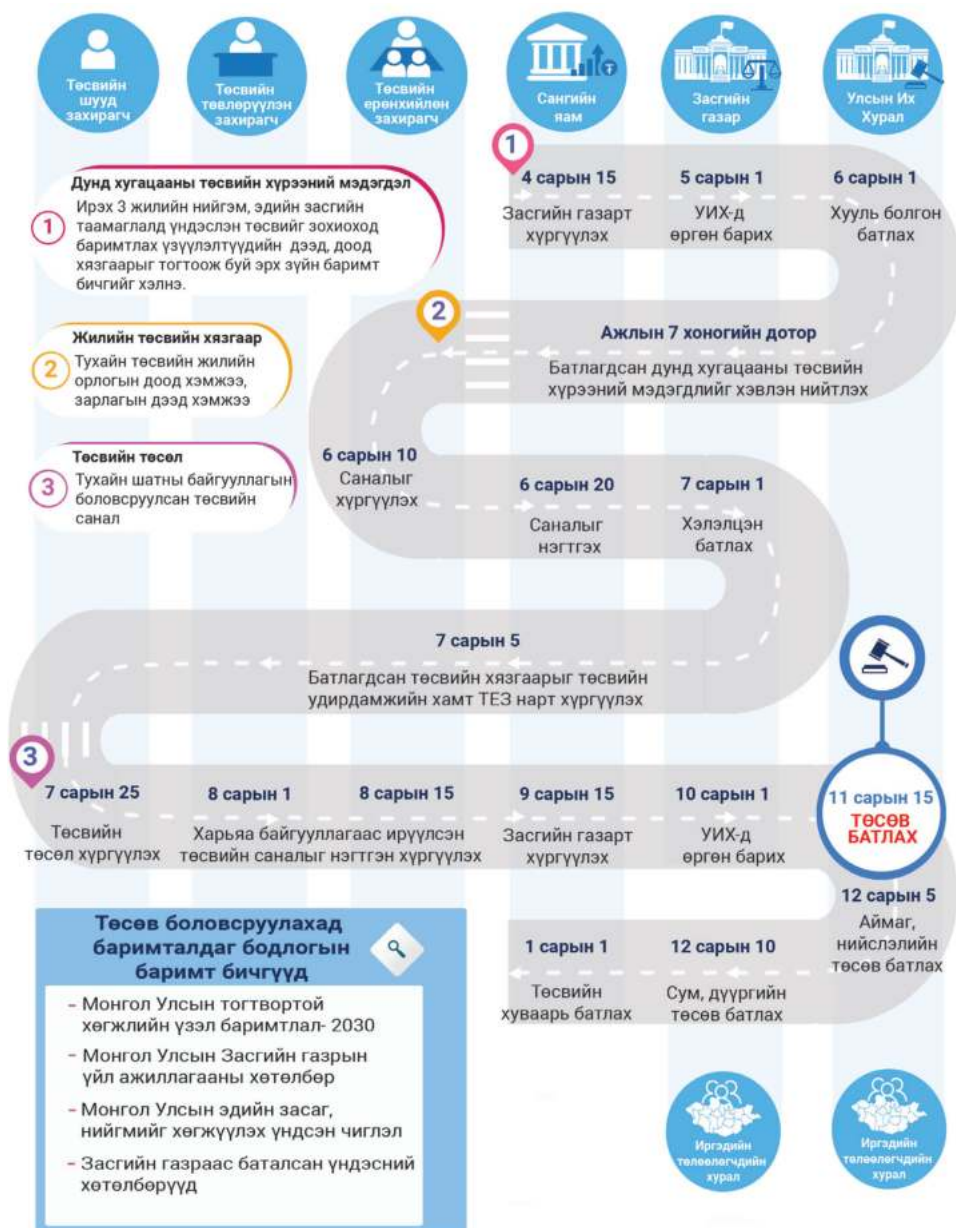 Төсвийн
шууд
захирагч
Төсвийн
төвлөрүүлэн
захирагч
Төсвийн
ерөнхийлөн
захирагч
Сангийн
яам
Засгийн
газар
Улсын Их
Хурал
1
Дунд хугацааны төсвийн хүрээний мэдэгдэл
Ирэх 3 жилийн нийгэм, эдийн засгийн
таамаглалд үндэслэн төсвийг зохиоход
баримтлах үзүүлэлтүүдийн дээд, доод
хязгаарыг тогтоож буй эрх зүйн баримт
бичгийг хэлнэ.
2
Жилийн төсвийн хязгаар
Тухайн төсвийн жилийн
орлогын доод хэмжээ,
зарлагын дээд хэмжээ
3
Төсвийн төсөл
Тухайн шатны байгууллагын
боловсруулсан төсвийн
санал
1
4 сарын 15
Засгийн газарт
хүргүүлэх
5 сарын 1
УИХ-д
өргөн барих
6 сарын 1
Хууль болгон
батлах
2
Ажлын 7 хоногийн дотор
Батлагдсан дунд хугацааны төсвийн
хүрээний мэдэгдлийг хэвлэн нийтлэх
6 сарын 10
Саналыг
хүргүүлэх
6 сарын 20
Саналыг
нэгтгэх
7 сарын 1
Хэлэлцэн
батлах
7 сарын 5
Батлагдсан төсвийн хязгаарыг төсвийн
удирдамжийн хамт ТЕЗ нарт хүргүүлэх
3
7 сарын 25
Төсвийн
төсөл хүргүүлэх
8 сарын 1
8 сарын 15
Харьяа байгууллагаас ирүүлсэн
төсвийн саналыг нэгтгэн хүргүүлэх
9 сарын 15
Засгийн газарт
хүргүүлэх
10 сарын 1
УИХ-д
өргөн барих
11 сарын 15
ТӨСӨВ
БАТЛАХ
12 сарын 5
Аймаг,
нийслэлийн
төсөв батлах
12 сарын 10
Сум, дүүргийн
төсөв батлах
1 сарын 1
Төсвийн
хуваарь батлах
Төсөв боловсруулахад
баримталдаг бодлогын
баримт бичгүүд
- Монгол Улсын тогтвортой
хөгжлийн үзэл баримтлал- 2030
- Монгол Улсын Засгийн газрын
үйл ажиллагааны хөтөлбөр
- Монгол Улсын эдийн засаг,
нийгмийг хөгжүүлэх үндсэн чиглэл
- Засгийн газраас баталсан үндэсний
хөтөлбөрүүд
Иргэдийн
төлөөлөгчдийн
хурал
Иргэдийн
төлөөлөгчдийн
хурал